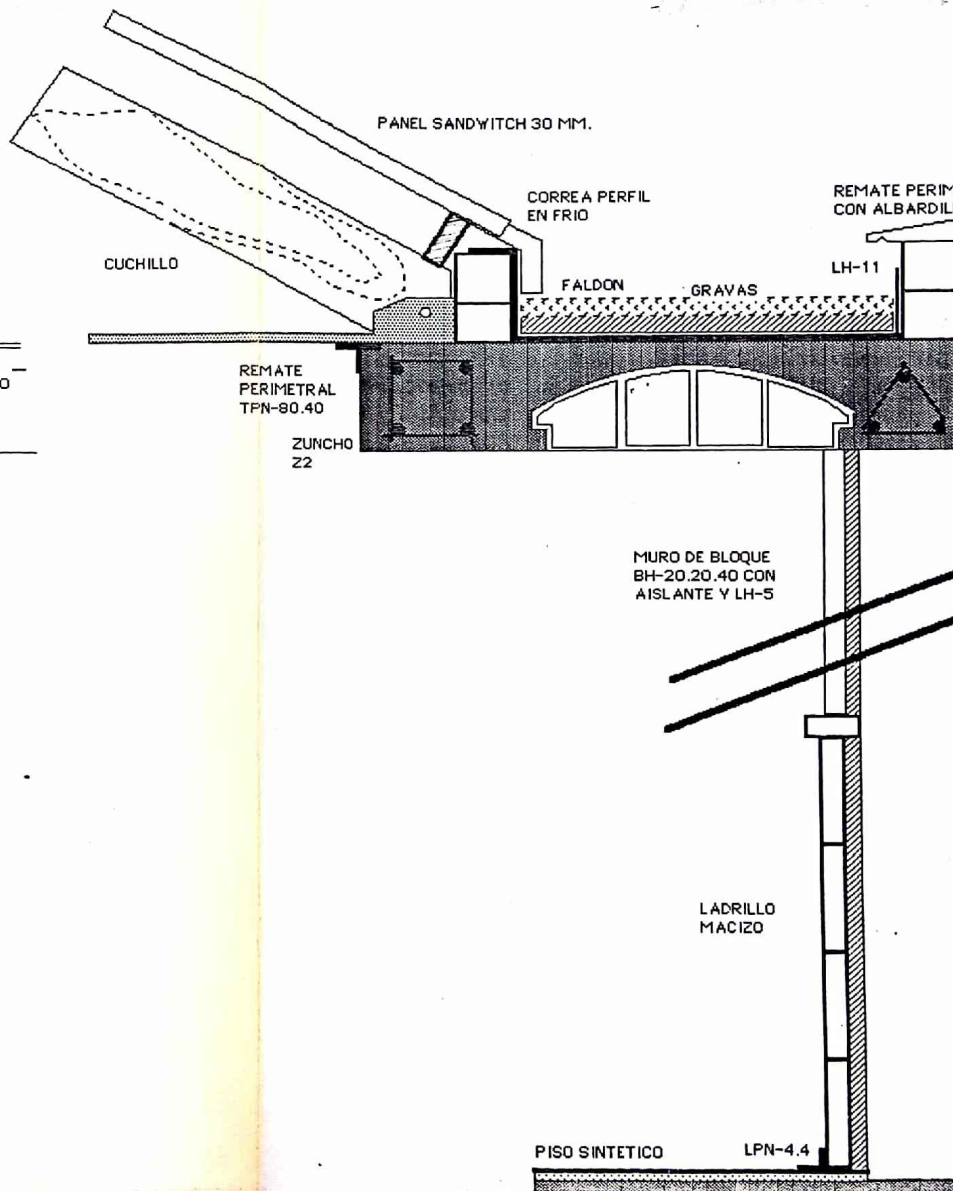 PANEL SANDWITCH 30 MM.
CORREA PERFIL
EN FRIO
REMATE PERIM
CON ALBARDIL
CUCHILLO
LH-11
FALDON
GRAVAS
O
REMATE
PERIMETRAL
TPN-80.40
ZUNCHO
Z2
MURO DE BLOQUE
BH-20.20.40 CON
AISLANTE Y LH-5
LADRILLO
MACIZO
PISO SINTETICO
LPN-4.4